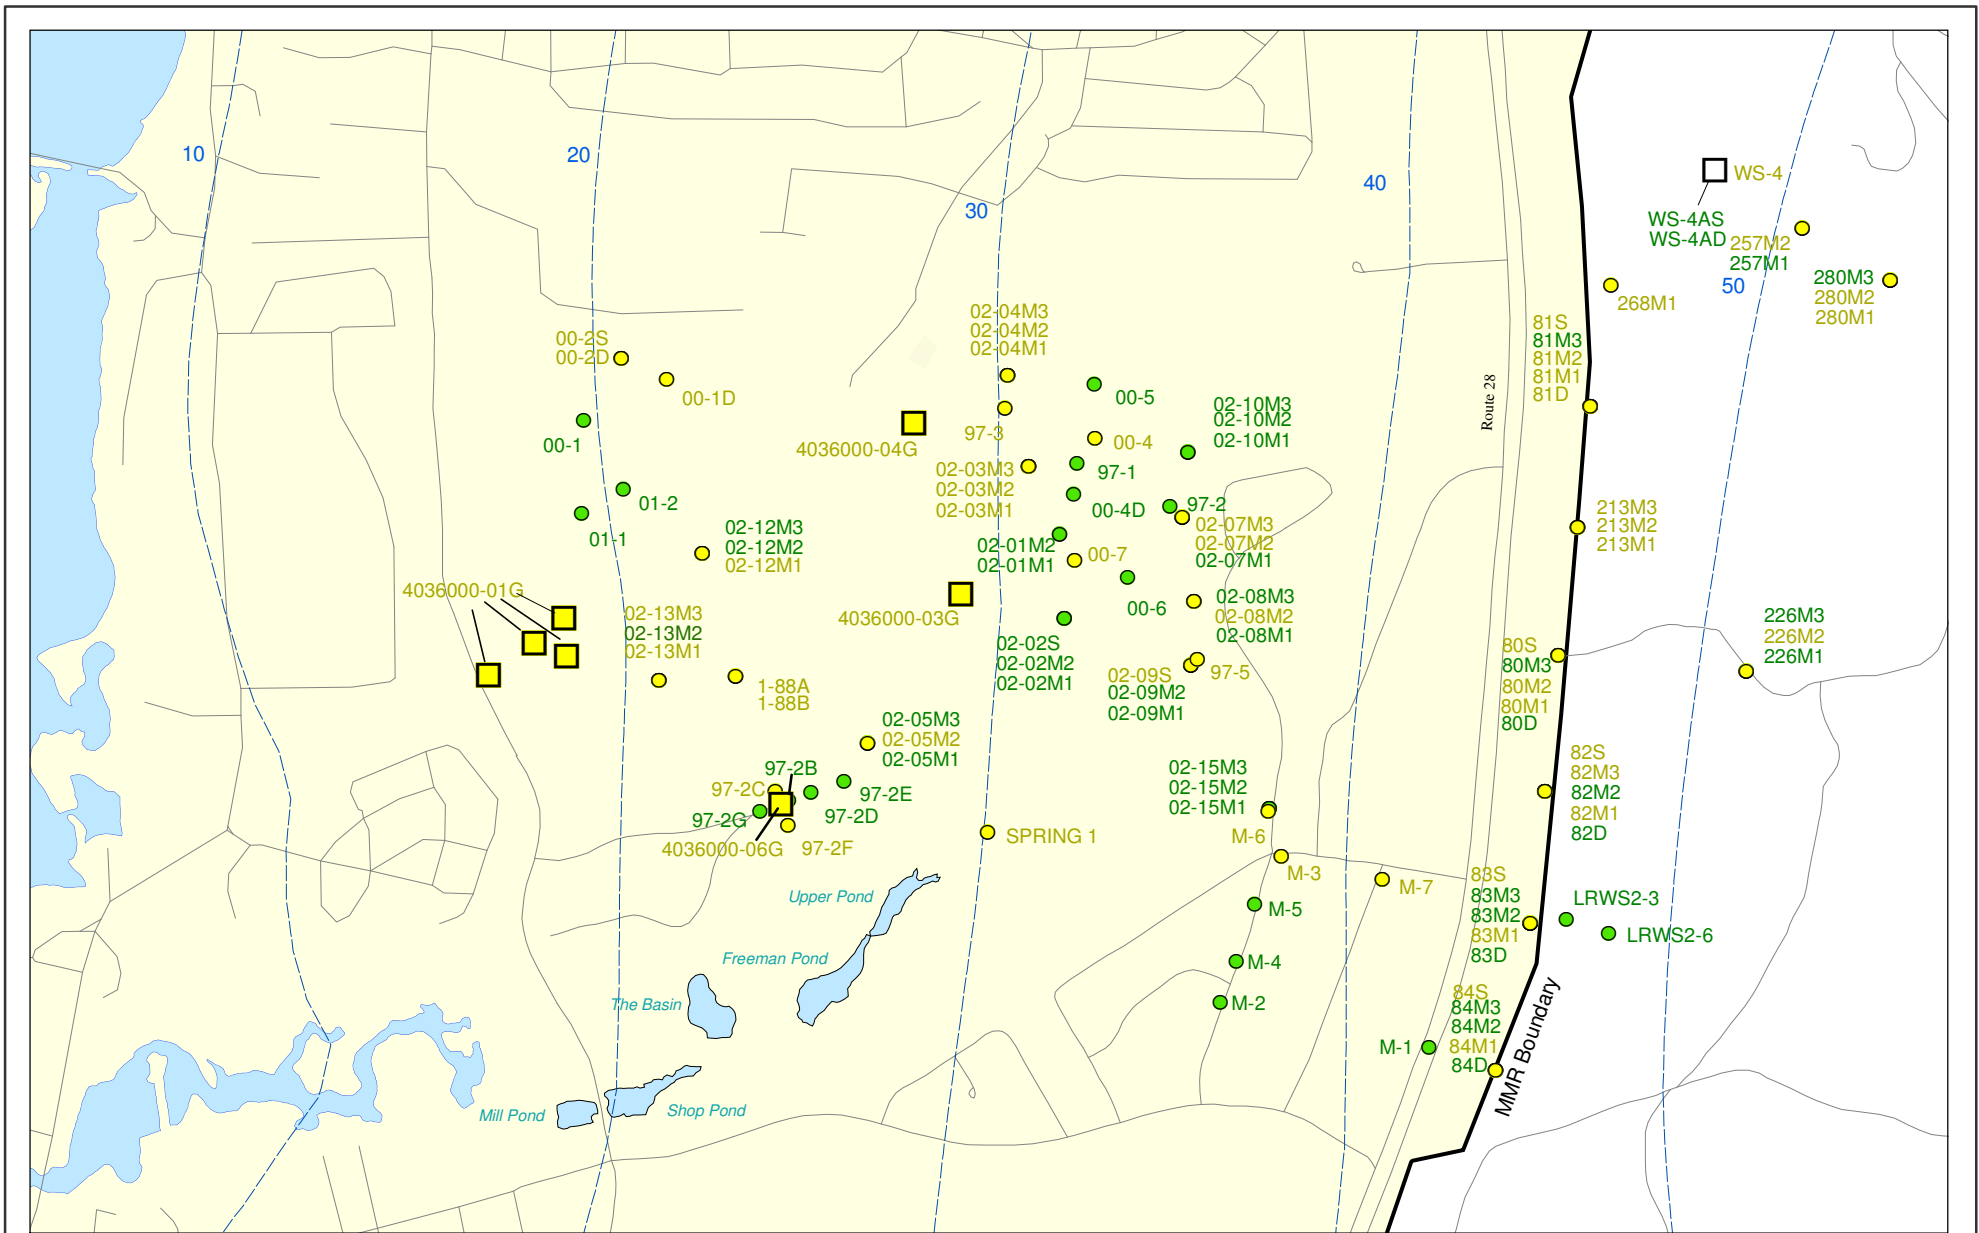 10
20
30
40
50
WS-4
WS-4AS
WS-4AD
257M2
257M1
280M3
280M2
280M1
268M1
81S
81M3
81M2
81M1
81D
Route 28
00-2S
00-2D
00-1D
00-1
01-2
01-1
02-12M3
02-12M2
02-12M1
4036000-01G
02-13M3
02-13M2
02-13M1
1-88A
1-88B
02-04M3
02-04M2
02-04M1
97-3
4036000-04G
02-03M3
02-03M2
02-03M1
00-5
00-4
97-1
00-4D
02-10M3
02-10M2
02-10M1
97-2
02-07M3
02-07M2
02-07M1
02-01M2
02-01M1
00-7
00-6
4036000-03G
02-02S
02-02M2
02-02M1
02-08M3
02-08M2
02-08M1
02-09S
02-09M2
02-09M1
97-5
213M3
213M2
213M1
226M3
226M2
226M1
80S
80M3
80M2
80M1
80D
02-05M3
02-05M2
02-05M1
97-2B
97-2C
97-2E
97-2D
97-2G
4036000-06G
97-2F
SPRING 1
02-15M3
02-15M2
02-15M1
M-6
M-3
M-7
M-5
M-4
M-2
M-1
82S
82M3
82M2
82M1
82D
83S
83M3
83M2
83M1
83D
LRWS2-3
LRWS2-6
84S
84M3
84M2
84M1
84D
MMR Boundary
Upper Pond
Freeman Pond
The Basin
Mill Pond
Shop Pond